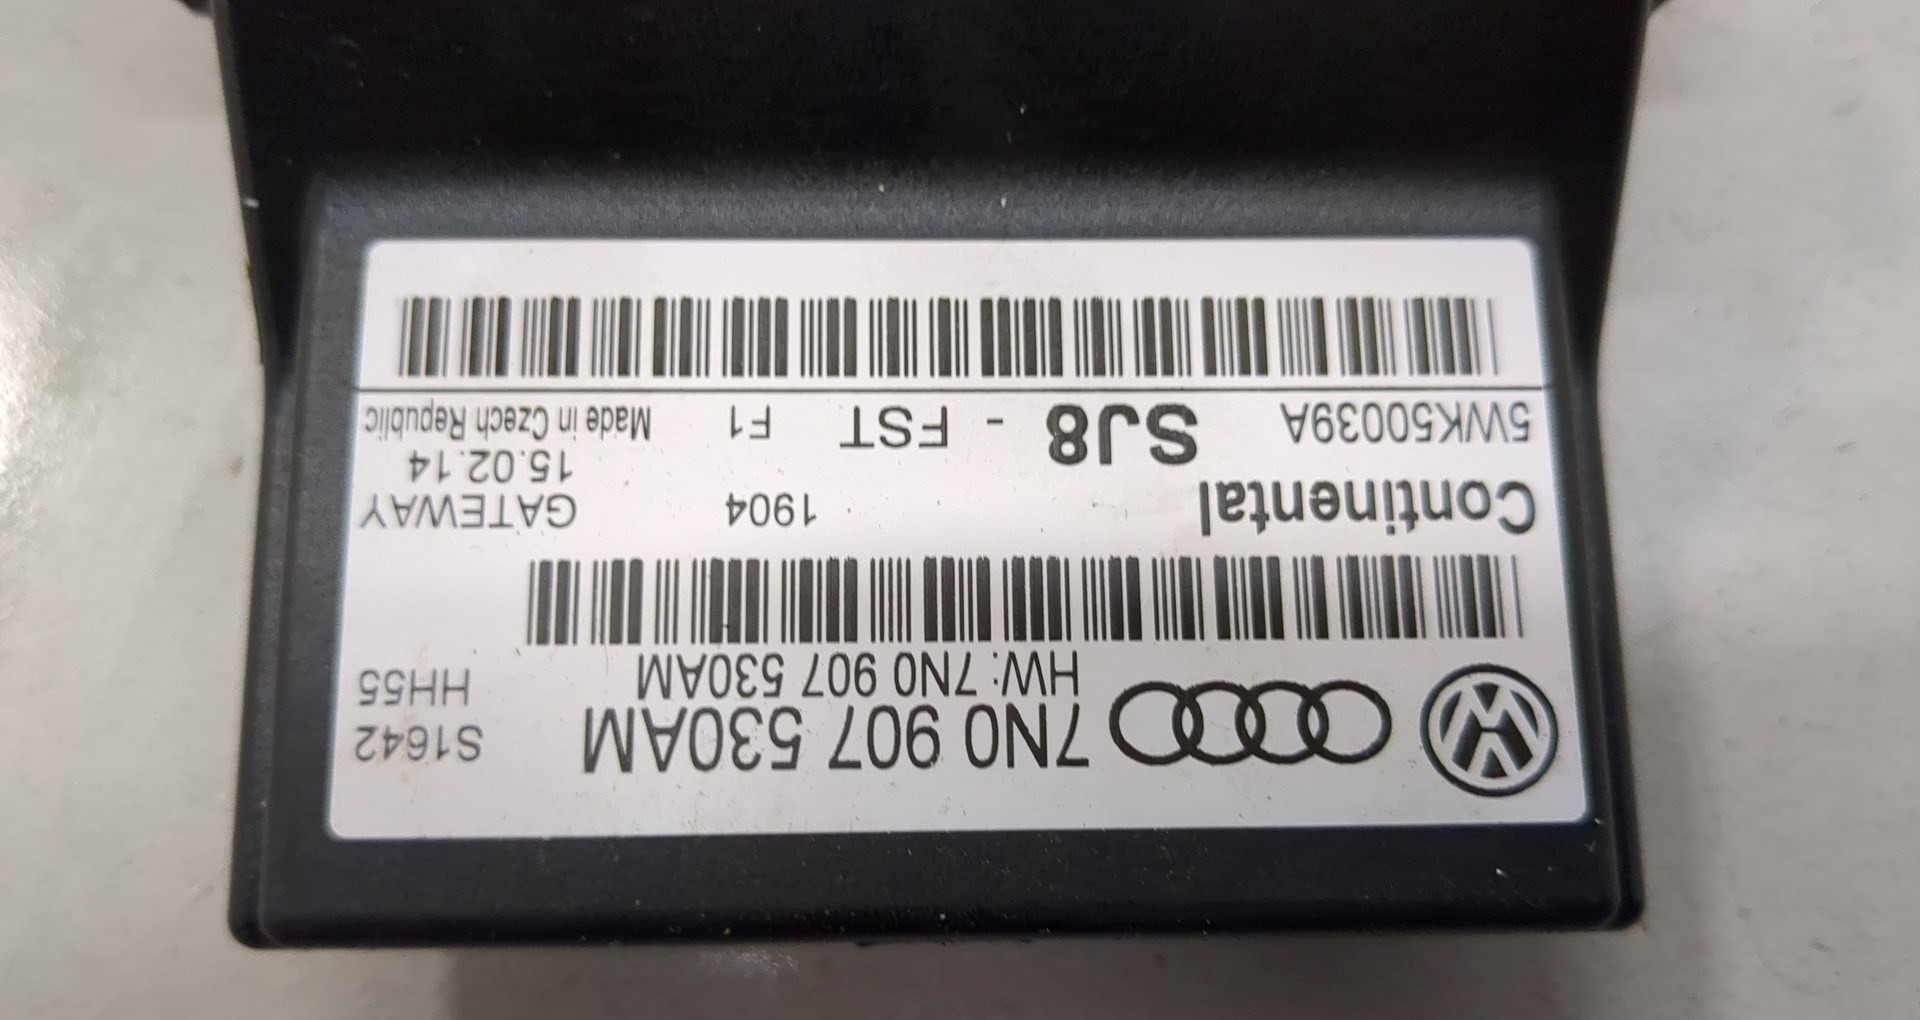 7N0 907 530AM S1642
HW: 7N0 907 530AM HH55
Continental 1904 GATEWAY
15.02.14
5WK50039A SJ8 - FST F1 Made in Czech Republic